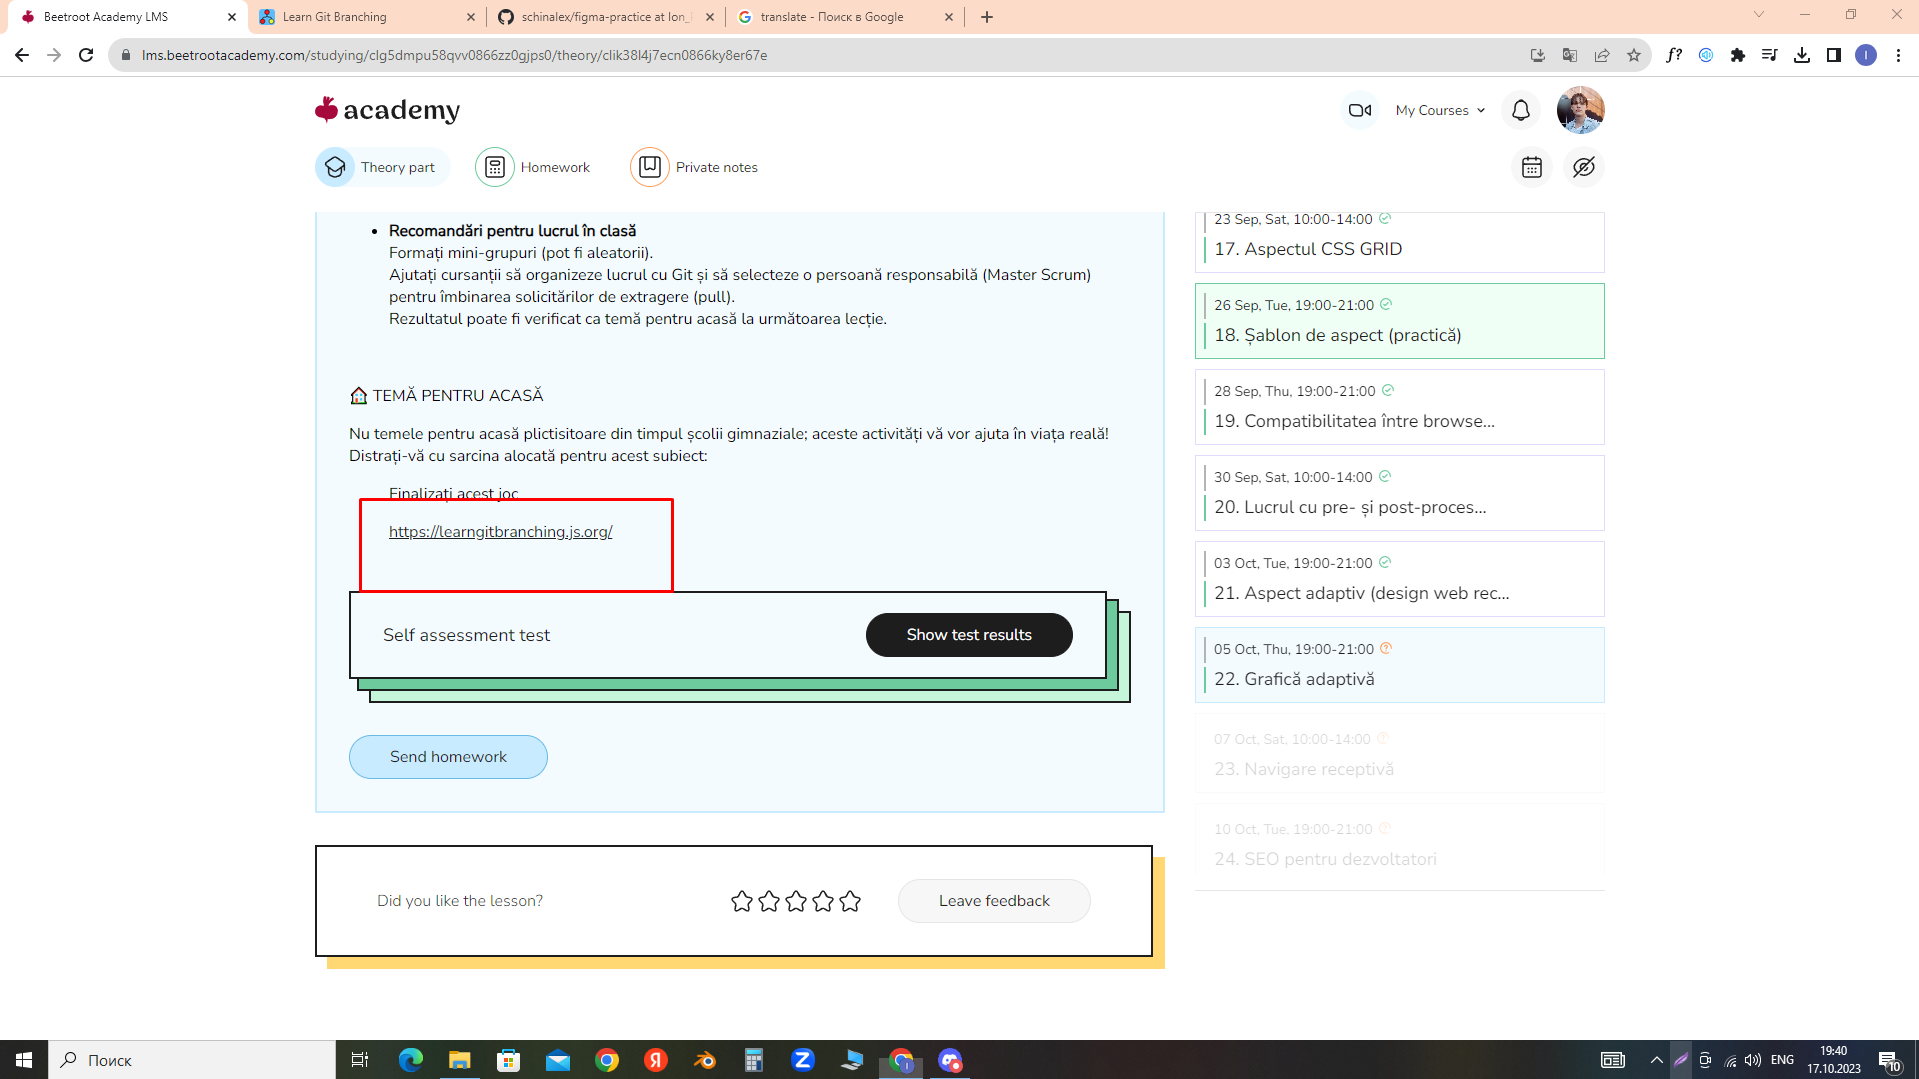 Beetroot Academy LMS
Learn Git Branching
schinalex/figma-practice at Ion_
translate - Поиск в Google
lms.beetrootacademy.com/studying/clg5dmpu58qvv0866zz0gjps0/theory/clik38l4j7ecn0866ky8er67e
f?
I
academy
My Courses
Theory part
Homework
Private notes
• Recomandări pentru lucrul în clasă
Formați mini-grupuri (pot fi aleatorii).
Ajutați cursanții să organizeze lucrul cu Git și să selecteze o persoană responsabilă (Master Scrum)
pentru îmbinarea solicitărilor de extragere (pull).
Rezultatul poate fi verificat ca temă pentru acasă la următoarea lecție.
TEMĂ PENTRU ACASĂ
Nu temele pentru acasă plictisitoare din timpul școlii gimnaziale; aceste activități vă vor ajuta în viața reală!
Distrați-vă cu sarcina alocată pentru acest subiect:
Finalizați acest joc
https://learngitbranching.js.org/
Self assessment test
Show test results
Send homework
Did you like the lesson?
Leave feedback
23 Sep, Sat, 10:00-14:00
17. Aspectul CSS GRID
26 Sep, Tue, 19:00-21:00
18. Șablon de aspect (practică)
28 Sep, Thu, 19:00-21:00
19. Compatibilitatea între browse...
30 Sep, Sat, 10:00-14:00
20. Lucrul cu pre- și post-proces...
03 Oct, Tue, 19:00-21:00
21. Aspect adaptiv (design web rec...
05 Oct, Thu, 19:00-21:00
22. Grafică adaptivă
07 Oct, Sat, 10:00-14:00
23. Navigare receptivă
10 Oct, Tue, 19:00-21:00
24. SEO pentru dezvoltatori
Поиск
ENG
19:40
17.10.2023
10